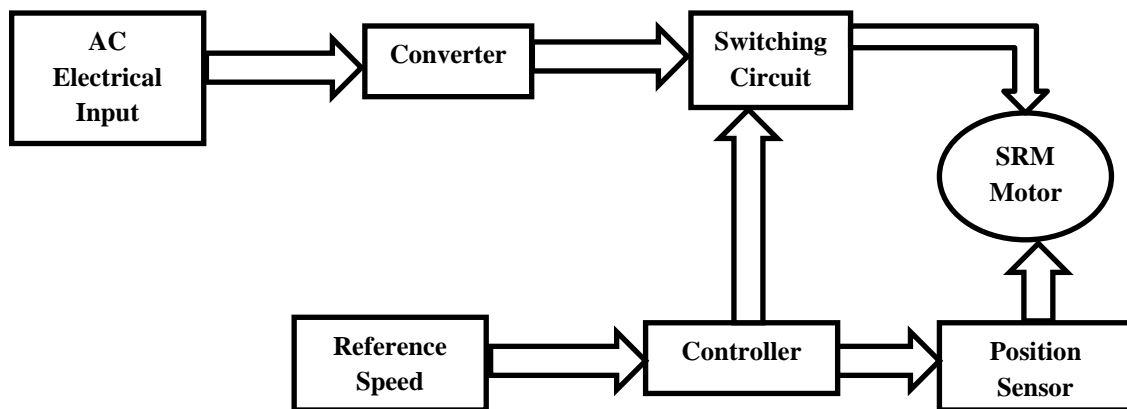 AC
Electrical
Input
Converter
Switching
Circuit
SRM
Motor
Reference
Speed
Controller
Position
Sensor